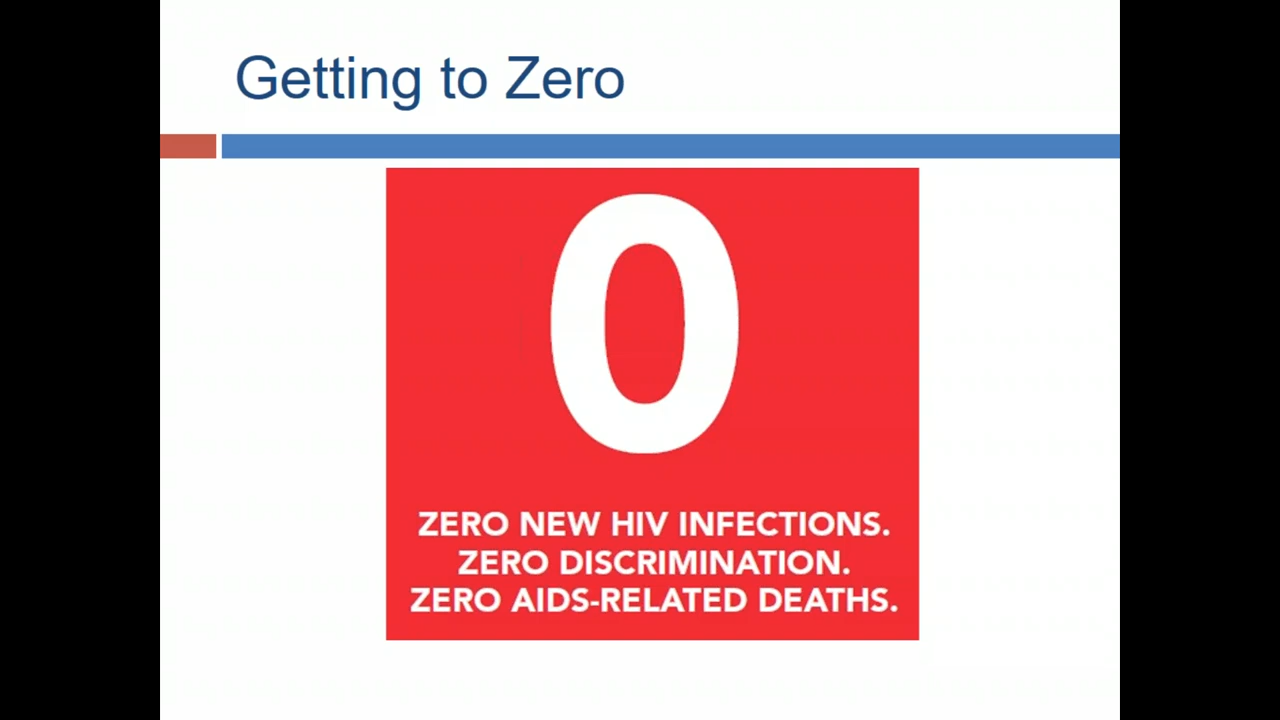 Getting to Zero
0
ZERO NEW HIV INFECTIONS.
ZERO DISCRIMINATION.
ZERO AIDS-RELATED DEATHS.